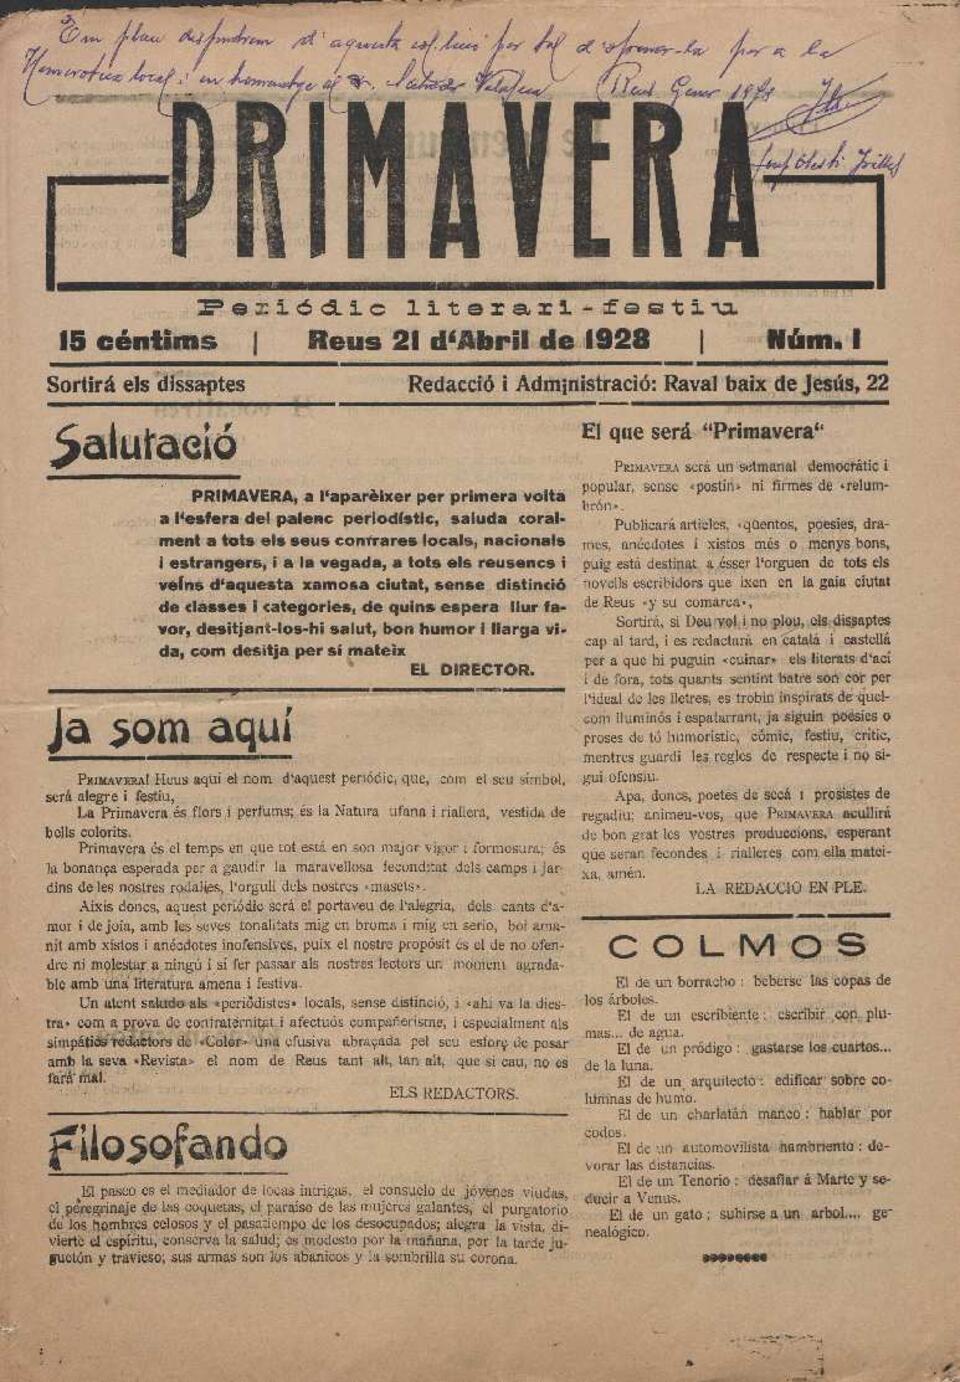 Em plau despendrem d'aquesta col·lecció per tal d'oferir-la per a la
Hemeroteca local i en homenatge al Sr.
Reus Gener 1978
PRIMAVERA
Periódic literari-festiu
15 céntims | Reus 21 d'Abril de 1928 | Núm. 1
Sortirá els dissaptes Redacció i Administració: Raval baix de Jesús, 22
Salutació
PRIMAVERA, a l'aparèixer per primera volta
a l'esfera del palenc periodístic, saluda coral-
ment a tots els seus confrares locals, nacionals
i estrangers, i a la vegada, a tots els reusencs i
veíns d'aquesta xamosa ciutat, sense distinció
de classes i categories, de quins espera llur fa-
vor, desitjant-los-hi salut, bon humor i llarga vi-
da, com desitja per sí mateix
EL DIRECTOR.
Ja som aquí
PRIMAVERA! Heus aquí el nom d'aquest periódic, que, com el seu símbol,
será alegre i festiu,
La Primavera és flors i perfums; és la Natura ufana i riallera, vestida de
bells colorits.
Primavera és el temps en que tot está en son major vigor i formosura; és
la bonança esperada per a gaudir la maravellosa feconditat dels camps i jar-
dins de les nostres rodalies, l'orgull dels nostres «masets».
Aixis doncs, aquest periódic será el portaveu de l'alegria, dels cants d'a-
mor i de joia, amb les seves tonalitats mig en broma i mig en serio, boi ama-
nit amb xistos i anécdotes inofensives, puix el nostre propósit és el de no ofen-
dre ni molestar a ningú i sí fer passar als nostres lectors un moment agrada-
ble amb una literatura amena i festiva.
Un atent saludo als «periódistes» locals, sense distinció, i «ahi va la dies-
tra» com a prova de confraternitat i afectuós compañerisme, i especialment als
simpátics redactors de «Color» una efusiva abraçada pel seu esforç de posar
amb la seva «Revista» el nom de Reus tant alt, tan alt, que si cau, no es
fará mal.
ELS REDACTORS.
Filosofando
El paseo es el mediador de locas intrigas, el consuelo de jóvenes viudas,
el peregrinaje de las coquetas, el paraiso de las mujeres galantes, el purgatorio
de los hombres celosos y el pasatiempo de los desocupados; alegra la vista, di-
vierte el espíritu, conserva la salud; es modesto por la mañana, por la tarde ju-
guetón y travieso; sus armas son los abanicos y la sombrilla su corona.
El que será "Primavera"
PRIMAVERA será un setmanal democrátic i
popular, sense «postín» ni firmes de «relum-
brón».
Publicará articles, qüentos, poesies, dra-
mes, anécdotes i xistos més o menys bons,
puig está destinat a ésser l'orguen de tots els
novells escribidors que ixen en la gaia ciutat
de Reus «y su comarca»,
Sortirá, si Deu vol i no plou, els dissaptes
cap al tard, i es redactará en catalá i castellá
per a que hi puguin «cuinar» els literats d'ací
i de fora, tots quants sentint batre son cor per
l'ideal de les lletres, es trobin inspirats de quel-
com lluminós i espatarrant, ja siguin poesies o
proses de tó humoristic, cómic, festiu, crític,
mentres guardi les regles de respecte i no si-
gui ofensiu.
Apa, doncs, poetes de secá i prosistes de
regadiu; animeu-vos, que PRIMAVERA acullirá
de bon grat les vostres produccions, esperant
que seran fecondes i rialleres com ella matei-
xa, amén.
LA REDACCIO EN PLE.
COLMOS
El de un borracho : beberse las copas de
los árboles.
El de un escribiente : escribir con plu-
mas... de agua.
El de un pródigo : gastarse los cuartos...
de la luna.
El de un arquitecto : edificar sobre co-
lumnas de humo.
El de un charlatán manco : hablar por
codos.
El de un automovilista hambriento : de-
vorar las distancias.
El de un Tenorio : desafiar á Marte y se-
ducir a Venus.
El de un gato : subirse a un arbol.... ge-
nealógico.